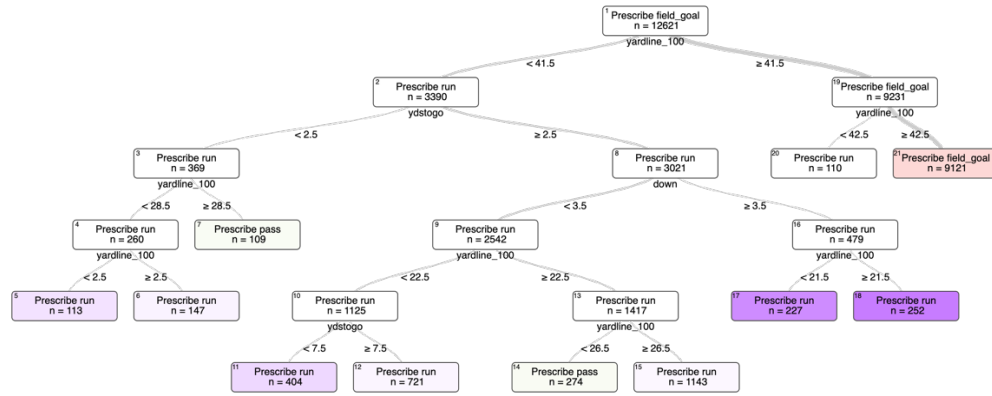 1 Prescribe field_goal
n = 12621
yardline_100
< 41.5
≥ 41.5
2 Prescribe run
n = 3390
ydstogo
19 Prescribe field_goal
n = 9231
yardline_100
< 2.5
≥ 2.5
< 42.5
≥ 42.5
3 Prescribe run
n = 369
yardline_100
8 Prescribe run
n = 3021
down
20 Prescribe run
n = 110
21 Prescribe field_goal
n = 9121
< 28.5
≥ 28.5
< 3.5
≥ 3.5
4 Prescribe run
n = 260
yardline_100
7 Prescribe pass
n = 109
9 Prescribe run
n = 2542
yardline_100
16 Prescribe run
n = 479
yardline_100
< 2.5
≥ 2.5
< 22.5
≥ 22.5
< 21.5
≥ 21.5
5 Prescribe run
n = 113
6 Prescribe run
n = 147
10 Prescribe run
n = 1125
ydstogo
13 Prescribe run
n = 1417
yardline_100
17 Prescribe run
n = 227
18 Prescribe run
n = 252
< 7.5
≥ 7.5
< 26.5
≥ 26.5
11 Prescribe run
n = 404
12 Prescribe run
n = 721
14 Prescribe pass
n = 274
15 Prescribe run
n = 1143